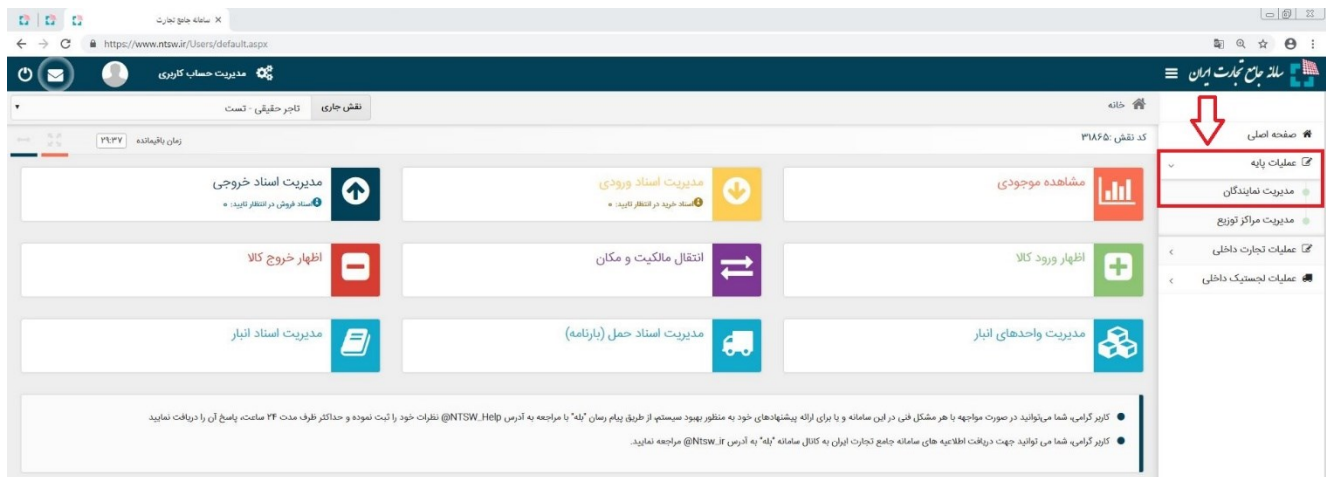 سامانه جامع تجارت ×
https://www.ntsw.ir/Users/default.aspx
سامانه جامع تجارت ایران
مدیریت حساب کاربری
خانه
نقش جاری
تاجر حقیقی - تست
کد نقش :۳۱۸۶۵
زمان باقیمانده ۲۹:۳۷
صفحه اصلی
عملیات پایه
مدیریت نمایندگان
مدیریت مراکز توزیع
عملیات تجارت داخلی
عملیات لجستیک داخلی
مشاهده موجودی
مدیریت اسناد ورودی
اسناد خرید در انتظار تایید: ۰
مدیریت اسناد خروجی
اسناد فروش در انتظار تایید: ۰
اظهار ورود کالا
انتقال مالکیت و مکان
اظهار خروج کالا
مدیریت واحدهای انبار
مدیریت اسناد حمل (بارنامه)
مدیریت اسناد انبار
کاربر گرامی، شما می‌توانید در صورت مواجهه با هر مشکل فنی در این سامانه و یا برای ارائه پیشنهادهای خود به منظور بهبود سیستم، از طریق پیام رسان "بله" با مراجعه به آدرس NTSW_Help@ نظرات خود را ثبت نموده و حداکثر ظرف مدت ۲۴ ساعت، پاسخ آن را دریافت نمایید
کاربر گرامی، شما می توانید جهت دریافت اطلاعیه های سامانه جامع تجارت ایران به کانال سامانه "بله" به آدرس Ntsw_ir@ مراجعه نمایید.